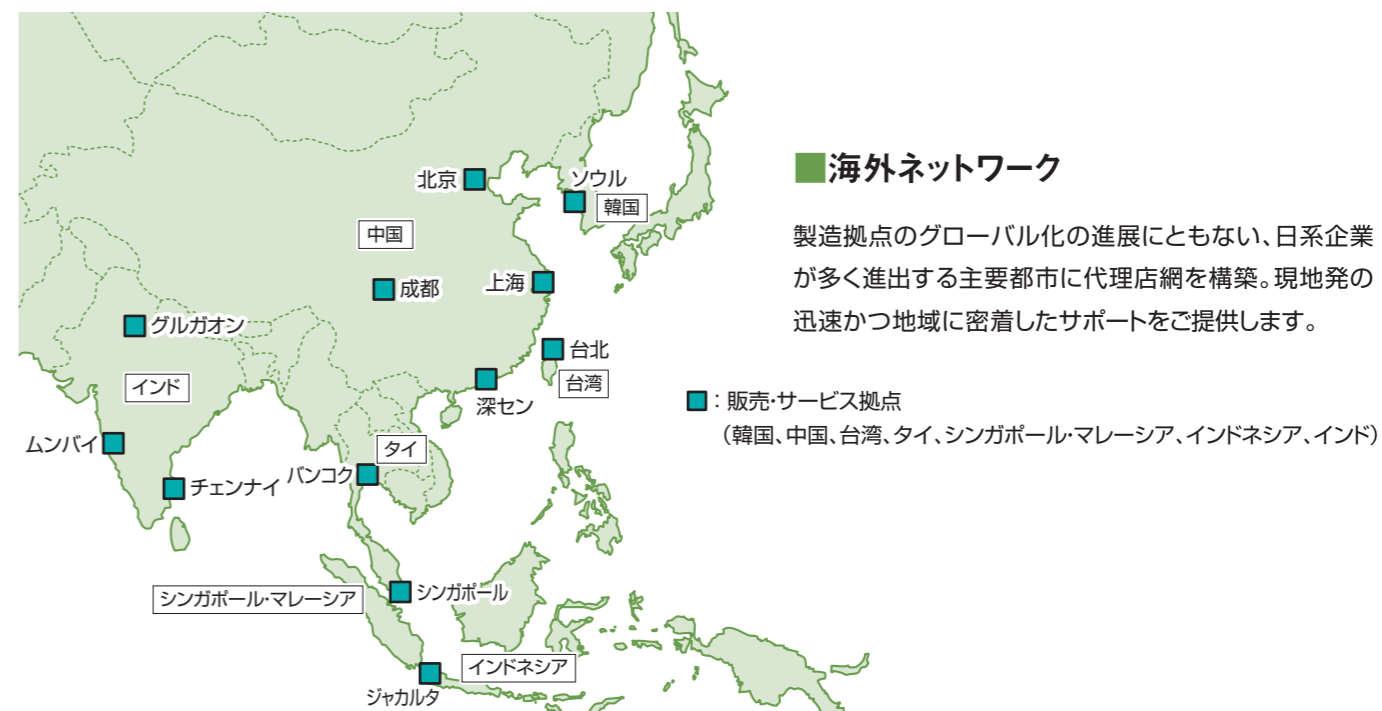 北京
ソウル
韓国
中国
成都
上海
グルガオン
台北
インド
台湾
深セン
ムンバイ
タイ
チェンナイ
バンコク
シンガポール・マレーシア
シンガポール
インドネシア
ジャカルタ
■海外ネットワーク
製造拠点のグローバル化の進展にともない、日系企業
が多く進出する主要都市に代理店網を構築。現地発の
迅速かつ地域に密着したサポートをご提供します。
：販売・サービス拠点
（韓国、中国、台湾、タイ、シンガポール・マレーシア、インドネシア、インド）